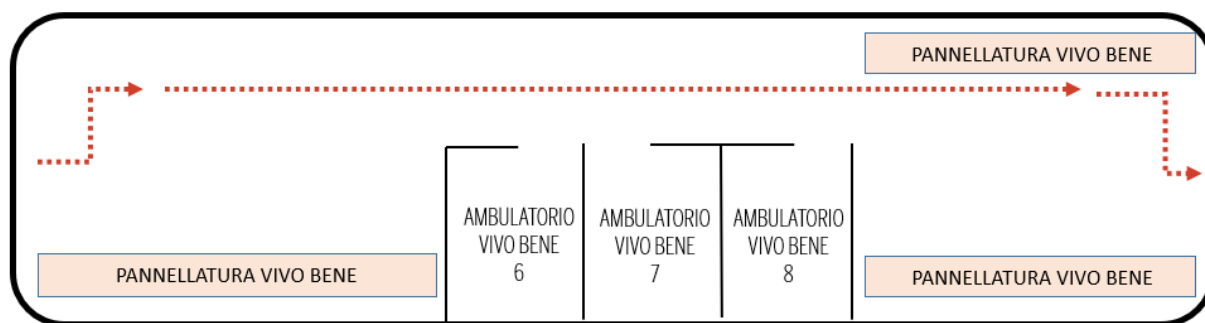 PANNELLATURA VIVO BENE
AMBULATORIO
VIVO BENE
6
AMBULATORIO
VIVO BENE
7
AMBULATORIO
VIVO BENE
8
PANNELLATURA VIVO BENE
PANNELLATURA VIVO BENE